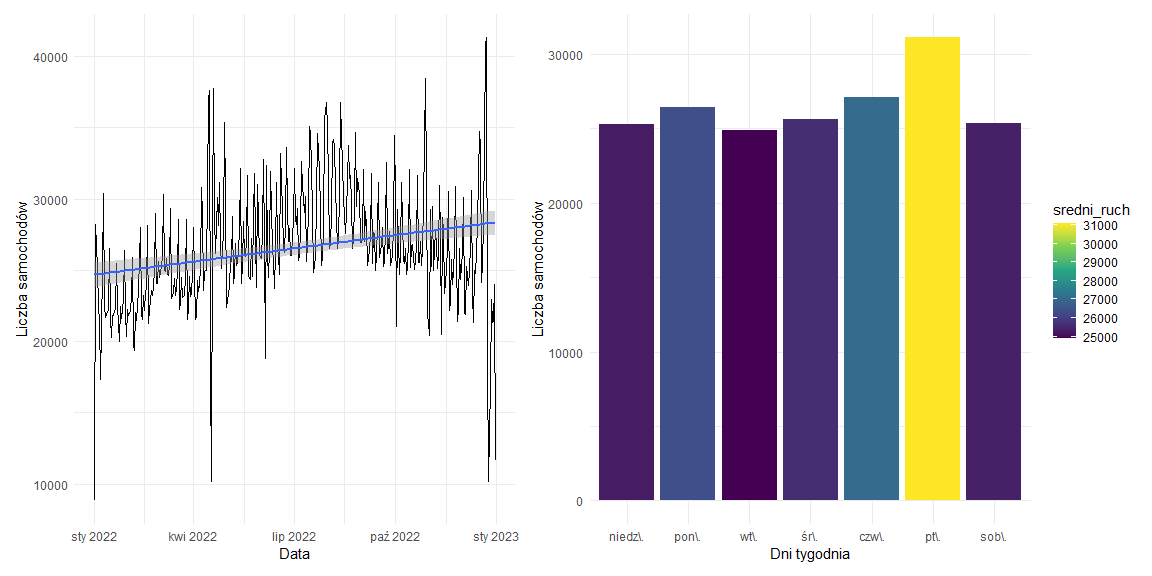 Liczba samochodów
40000
30000
20000
10000
sty 2022
kwi 2022
lip 2022
paź 2022
sty 2023
Data
Liczba samochodów
30000
20000
10000
0
niedz\.
pon\.
wt\.
śr\.
czw\.
pt\.
sob\.
Dni tygodnia
sredni_ruch
31000
30000
29000
28000
27000
26000
25000